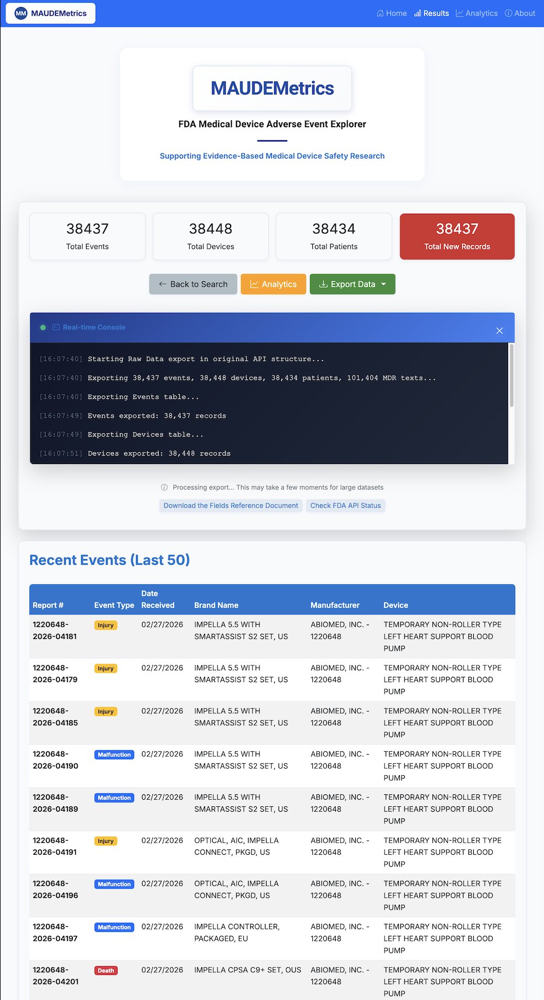 MM MAUDEMetrics
Home Results Analytics About
MAUDEMetrics
FDA Medical Device Adverse Event Explorer
Supporting Evidence-Based Medical Device Safety Research
38437
Total Events
38448
Total Devices
38434
Total Patients
38437
Total New Records
Back to Search
Analytics
Export Data
Real-time Console
[16:07:40] Starting Raw Data export in original API structure...
[16:07:40] Exporting 38,437 events, 38,448 devices, 38,434 patients, 101,404 MDR texts...
[16:07:40] Exporting Events table...
[16:07:49] Events exported: 38,437 records
[16:07:49] Exporting Devices table...
[16:07:51] Devices exported: 38,448 records
Processing export... This may take a few moments for large datasets
Download the Fields Reference Document Check FDA API Status
Recent Events (Last 50)
Report # Event Type Date Received Brand Name Manufacturer Device
1220648- Injury 02/27/2026 IMPELLA 5.5 WITH ABIOMED, INC. - TEMPORARY NON-ROLLER TYPE
2026-04181 SMARTASSIST S2 SET, US 1220648 LEFT HEART SUPPORT BLOOD
PUMP
1220648- Injury 02/27/2026 IMPELLA 5.5 WITH ABIOMED, INC. - TEMPORARY NON-ROLLER TYPE
2026-04179 SMARTASSIST S2 SET, US 1220648 LEFT HEART SUPPORT BLOOD
PUMP
1220648- Injury 02/27/2026 IMPELLA 5.5 WITH ABIOMED, INC. - TEMPORARY NON-ROLLER TYPE
2026-04185 SMARTASSIST S2 SET, US 1220648 LEFT HEART SUPPORT BLOOD
PUMP
1220648- Malfunction 02/27/2026 IMPELLA 5.5 WITH ABIOMED, INC. - TEMPORARY NON-ROLLER TYPE
2026-04190 SMARTASSIST S2 SET, US 1220648 LEFT HEART SUPPORT BLOOD
PUMP
1220648- Malfunction 02/27/2026 IMPELLA 5.5 WITH ABIOMED, INC. - TEMPORARY NON-ROLLER TYPE
2026-04189 SMARTASSIST S2 SET, US 1220648 LEFT HEART SUPPORT BLOOD
PUMP
1220648- Injury 02/27/2026 OPTICAL, AIC, IMPELLA ABIOMED, INC. - TEMPORARY NON-ROLLER TYPE
2026-04191 CONNECT, PKGD, US 1220648 LEFT HEART SUPPORT BLOOD
PUMP
1220648- Malfunction 02/27/2026 OPTICAL, AIC, IMPELLA ABIOMED, INC. - TEMPORARY NON-ROLLER TYPE
2026-04196 CONNECT, PKGD, US 1220648 LEFT HEART SUPPORT BLOOD
PUMP
1220648- Malfunction 02/27/2026 IMPELLA CONTROLLER, ABIOMED, INC. - TEMPORARY NON-ROLLER TYPE
2026-04197 PACKAGED, EU 1220648 LEFT HEART SUPPORT BLOOD
PUMP
1220648- Death 02/27/2026 IMPELLA CPSA C9+ SET, OUS ABIOMED, INC. - TEMPORARY NON-ROLLER TYPE
2026-04201 1220648 LEFT HEART SUPPORT BLOOD
PUMP